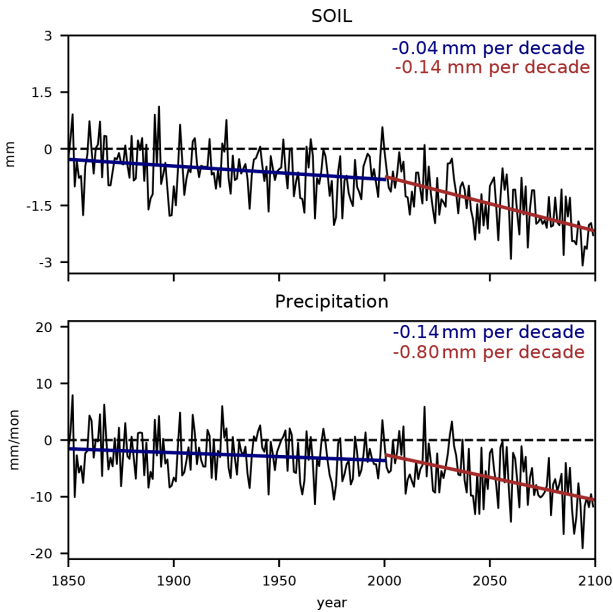 SOIL
-0.04 mm per decade
-0.14 mm per decade
mm
3
1.5
0
-1.5
-3
Precipitation
-0.14 mm per decade
-0.80 mm per decade
mm/mon
20
10
0
-10
-20
1850 1900 1950 2000 2050 2100
year